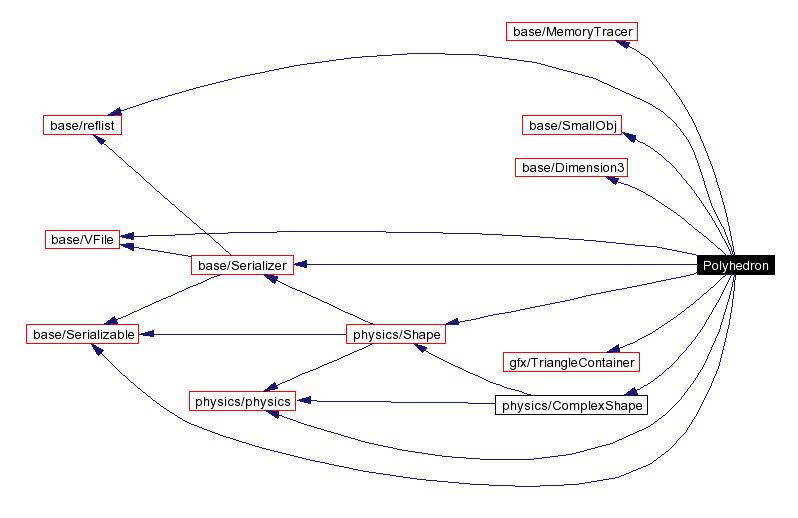 base/MemoryTracer
base/reflist
base/SmallObj
base/Dimension3
base/VFile
base/Serializer
Polyhedron
base/Serializable
physics/Shape
gfx/TriangleContainer
physics/physics
physics/ComplexShape